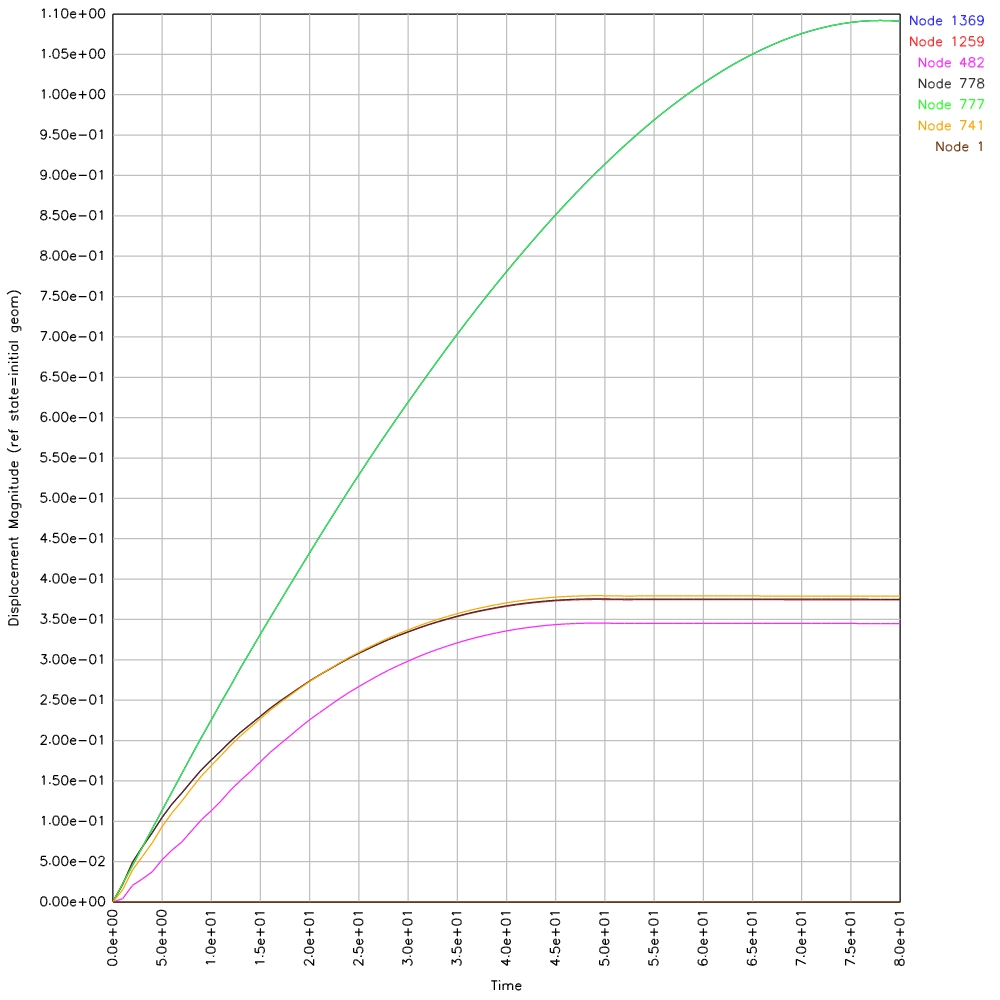 1.10e+00
1.05e+00
1.00e+00
9.50e-01
9.00e-01
8.50e-01
8.00e-01
7.50e-01
7.00e-01
6.50e-01
6.00e-01
5.50e-01
5.00e-01
4.50e-01
4.00e-01
3.50e-01
3.00e-01
2.50e-01
2.00e-01
1.50e-01
1.00e-01
5.00e-02
0.00e+00
Displacement Magnitude (ref state=initial geom)
0.0e+00
5.0e+00
1.0e+01
1.5e+01
2.0e+01
2.5e+01
3.0e+01
3.5e+01
4.0e+01
4.5e+01
5.0e+01
5.5e+01
6.0e+01
6.5e+01
7.0e+01
7.5e+01
8.0e+01
Time
Node 1369
Node 1259
Node 482
Node 778
Node 777
Node 741
Node 1